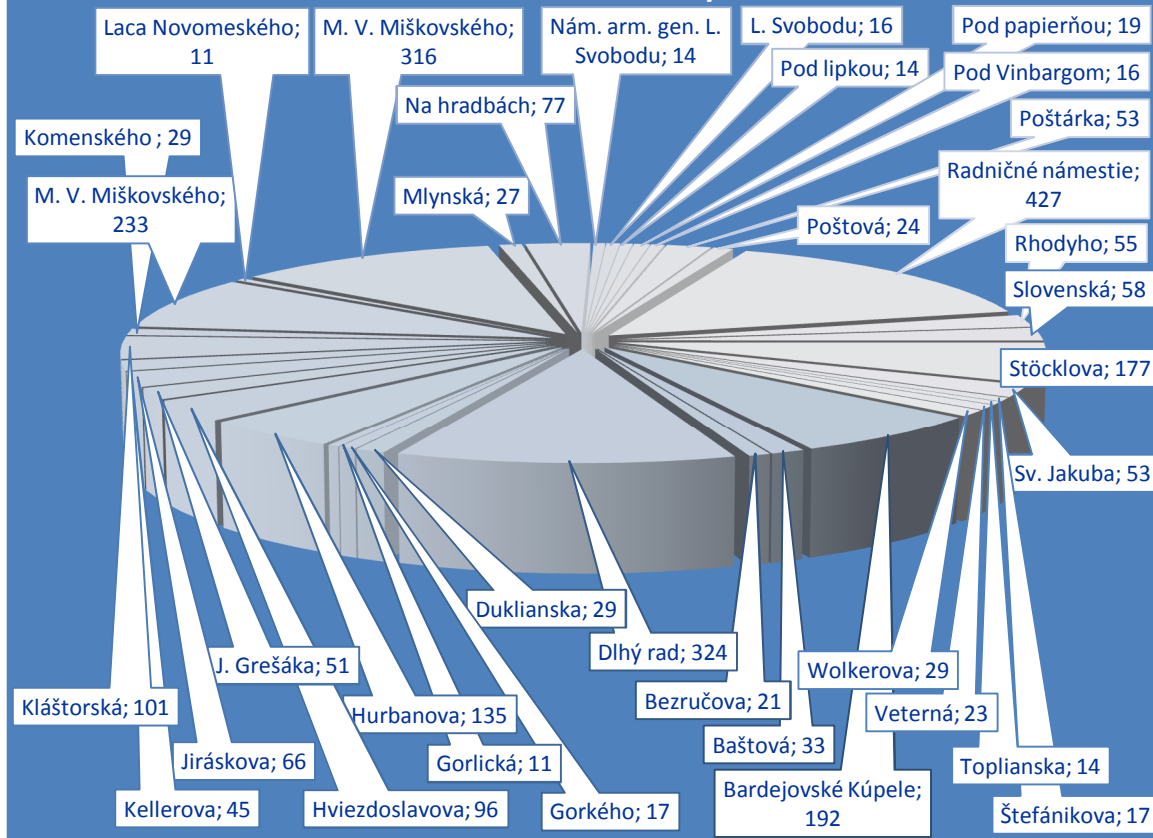 Laca Novomeského;
11
M. V. Miškovského;
316
Nám. arm. gen. L.
Svobodu; 14
L. Svobodu; 16
Pod papierňou; 19
Pod lipkou; 14
Pod Vinbargom; 16
Na hradbách; 77
Poštárka; 53
Komenského ; 29
Radničné námestie;
427
M. V. Miškovského;
233
Mlynská; 27
Poštová; 24
Rhodyho; 55
Slovenská; 58
Stöcklova; 177
Sv. Jakuba; 53
Duklianska; 29
Dlhý rad; 324
J. Grešáka; 51
Wolkerova; 29
Kláštorská; 101
Hurbanova; 135
Bezručova; 21
Veterná; 23
Jiráskova; 66
Gorlická; 11
Baštová; 33
Toplianska; 14
Kellerova; 45
Hviezdoslavova; 96
Gorkého; 17
Bardejovské Kúpele;
192
Štefánikova; 17